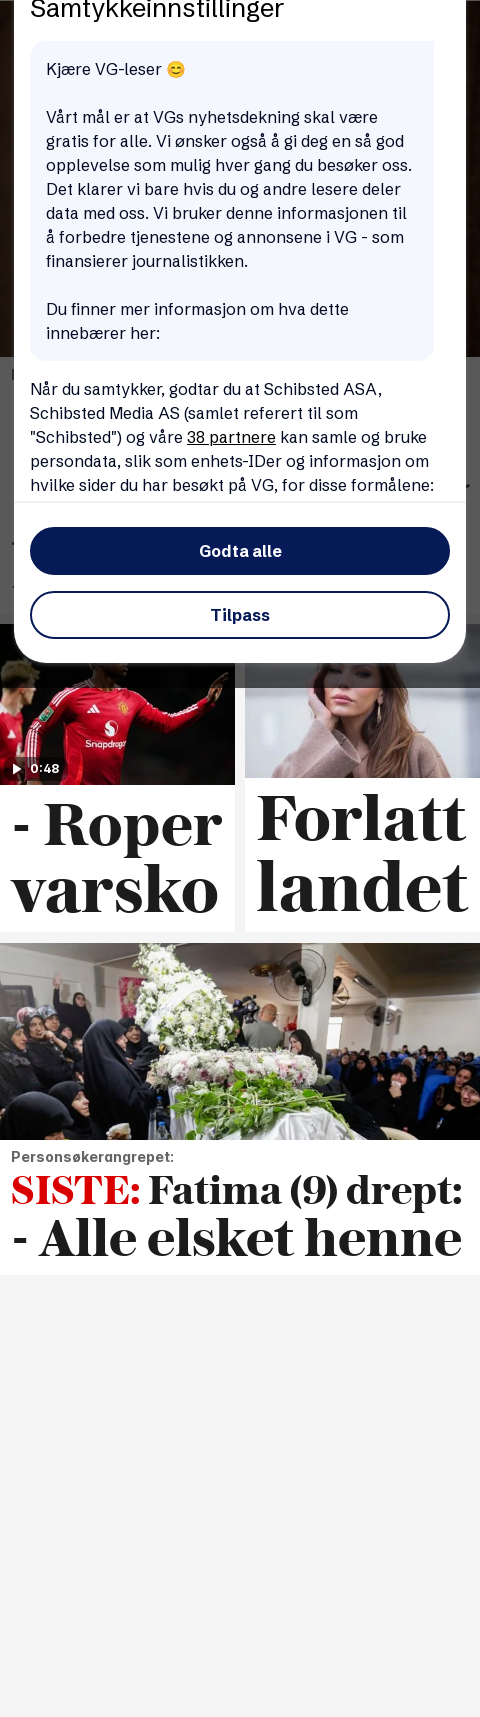 Samtykkeinnstillinger
Kjære VG-leser 😊
Vårt mål er at VGs nyhetsdekning skal være
gratis for alle. Vi ønsker også å gi deg en så god
opplevelse som mulig hver gang du besøker oss.
Det klarer vi bare hvis du og andre lesere deler
data med oss. Vi bruker denne informasjonen til
å forbedre tjenestene og annonsene i VG - som
finansierer journalistikken.
Du finner mer informasjon om hva dette
innebærer her:
Når du samtykker, godtar du at Schibsted ASA,
Schibsted Media AS (samlet referert til som
"Schibsted") og våre 38 partnere kan samle og bruke
persondata, slik som enhets-IDer og informasjon om
hvilke sider du har besøkt på VG, for disse formålene:
Godta alle
Tilpass
Snapdrago
0:48
- Roper
varsko
Forlatt
landet
Personsøkerangrepet:
SISTE: Fatima (9) drept:
- Alle elsket henne